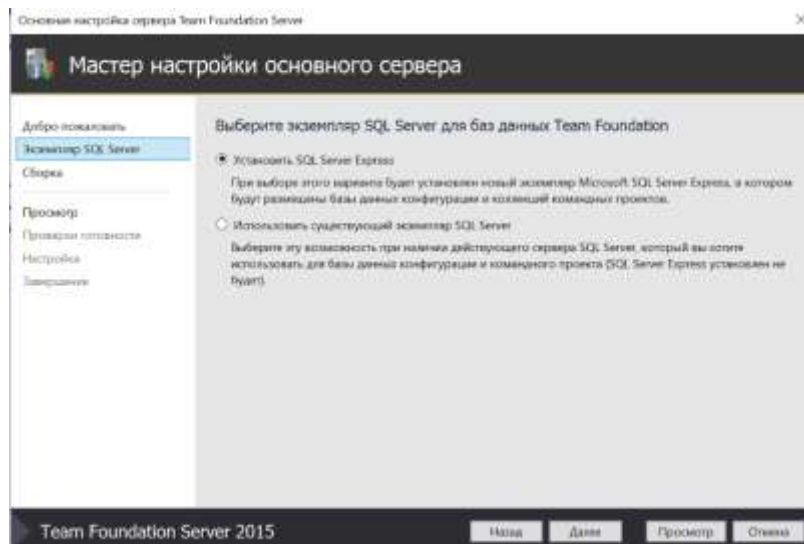 Основная настройка сервера Team Foundation Server
Мастер настройки основного сервера
Добро пожаловать
Экземпляр SQL Server
Сборка
Просмотр
Проверки готовности
Настройка
Завершение
Выберите экземпляр SQL Server для баз данных Team Foundation
Установить SQL Server Express
При выборе этого варианта будет установлен новый экземпляр Microsoft SQL Server Express, в котором
будут размещены базы данных конфигурации и коллекций командных проектов.
Использовать существующий экземпляр SQL Server
Выберите эту возможность при наличии действующего сервера SQL Server, который вы хотите
использовать для базы данных конфигурации и командного проекта (SQL Server Express установлен не
будет).
Team Foundation Server 2015
Назад
Далее
Просмотр
Отмена